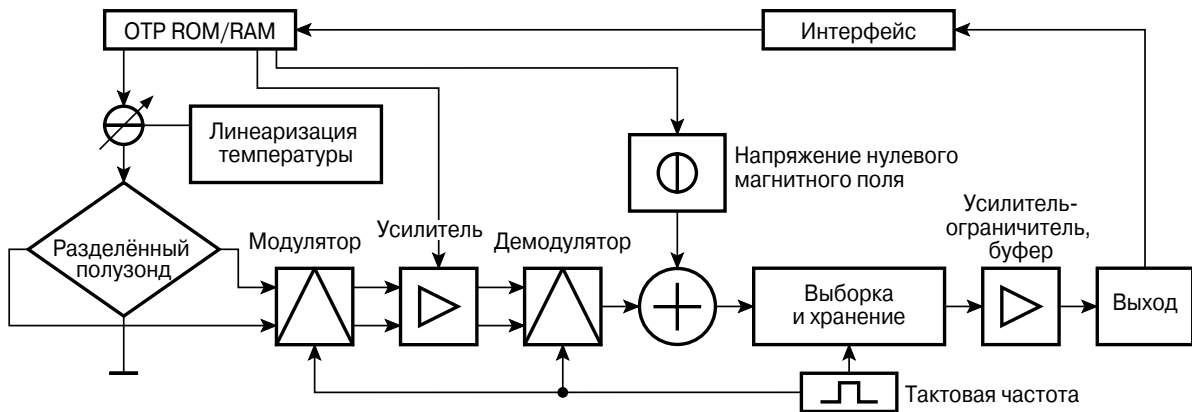 OTP ROM/RAM
Интерфейс
Линеаризация
температуры
Напряжение нулевого
магнитного поля
Усилитель-
ограничитель,
буфер
Разделённый
полузонд
Модулятор
Усилитель
Демодулятор
Выборка
и хранение
Выход
Тактовая частота